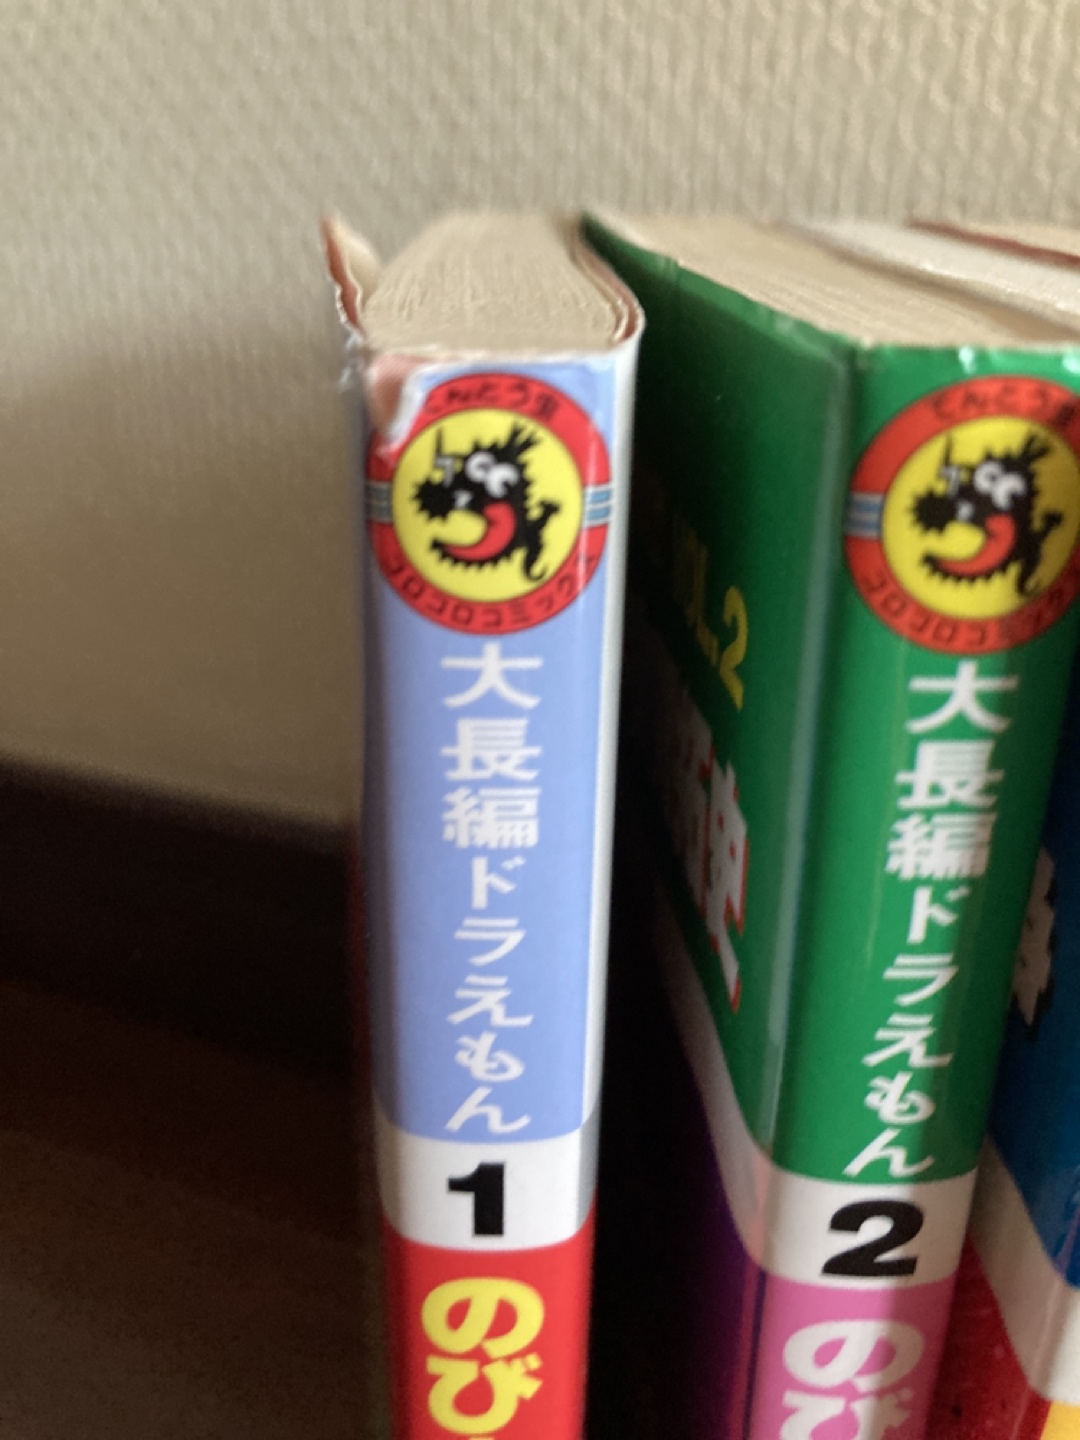 てんとう虫
コロコロコミックス
大長編ドラえもん
1
のび
てんとう虫
コロコロコミックス
大長編ドラえもん
2
のび
VOL.2